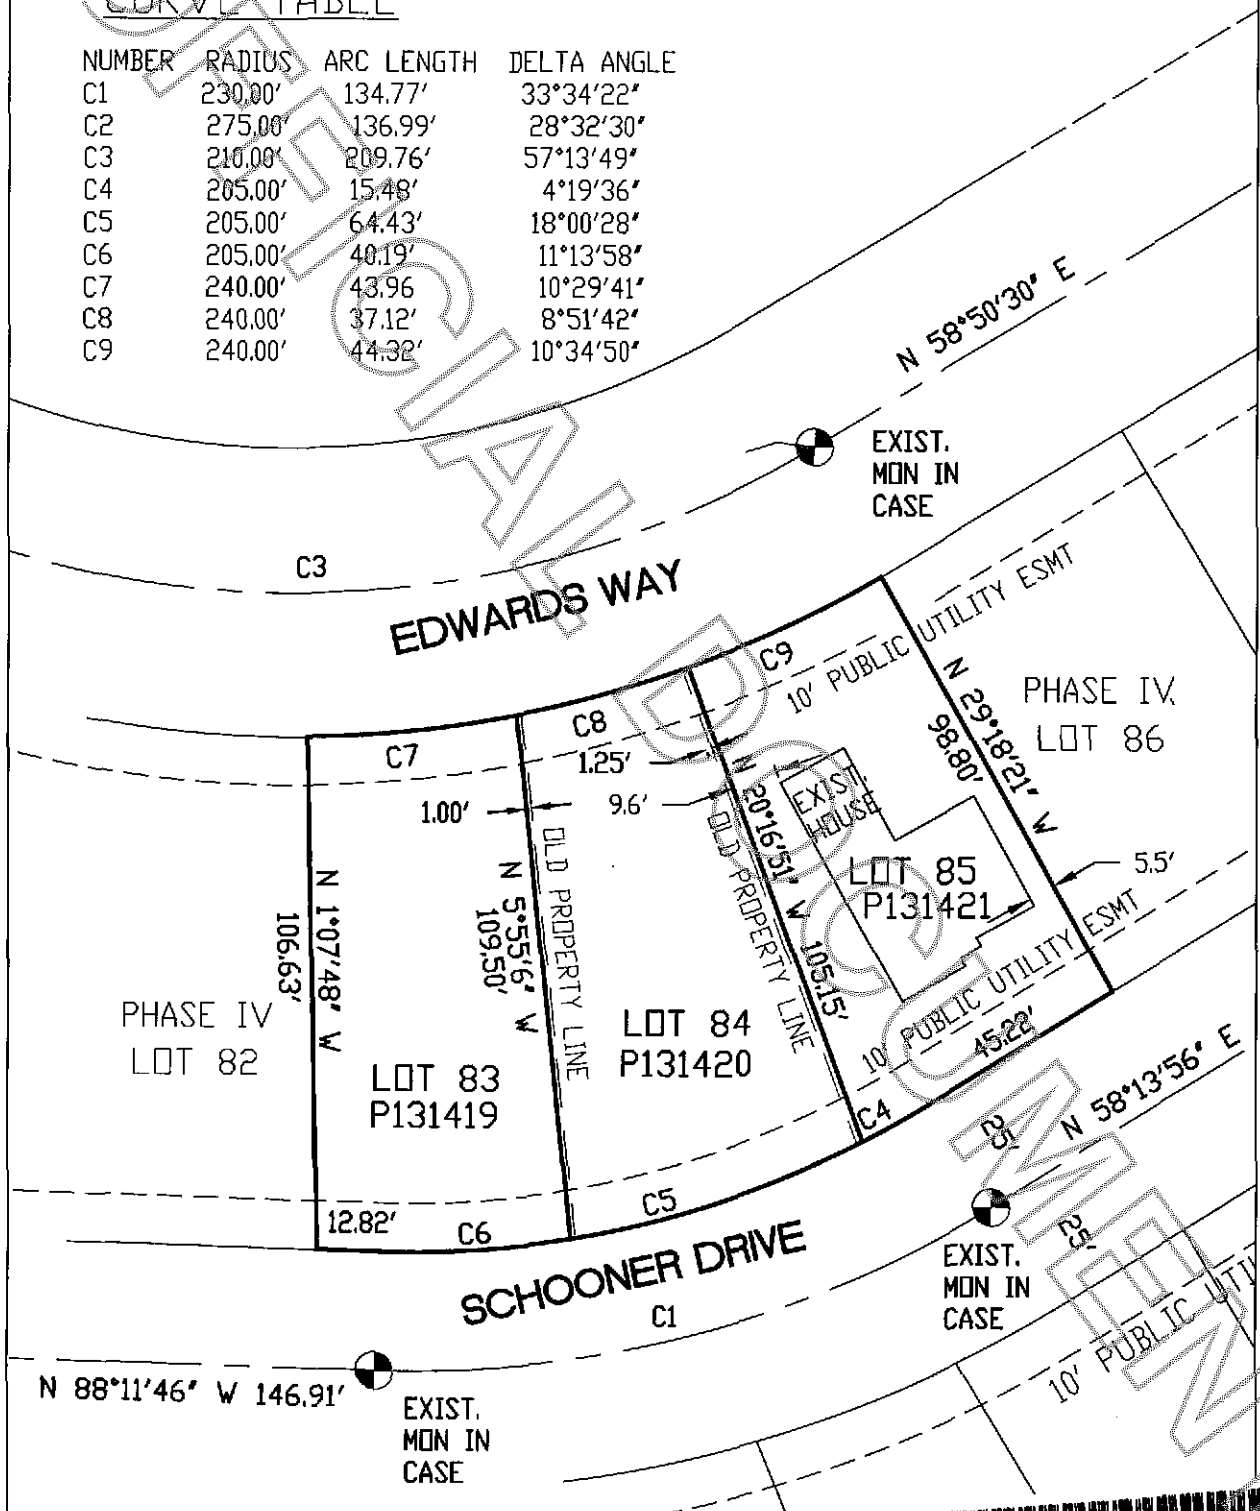 CURVE TABLE
NUMBER RADIUS ARC LENGTH DELTA ANGLE
C1 230.00' 134.77' 33°34'22"
C2 275.00' 136.99' 28°32'30"
C3 210.00' 209.76' 57°13'49"
C4 205.00' 15.48' 4°19'36"
C5 205.00' 64.43' 18°00'28"
C6 205.00' 40.19' 11°13'58"
C7 240.00' 43.96 10°29'41"
C8 240.00' 37.12' 8°51'42"
C9 240.00' 44.32' 10°34'50"
N 58°50'30" E
EXIST.
MON IN
CASE
C3
EDWARDS WAY
C9
10' PUBLIC UTILITY ESMT
C8
C7
N 29°18'21" W
98.80'
PHASE IV
LOT 86
1.25'
1.00'
9.6'
EXIST.
HOUSE
N 20°16'51" W 105.15'
OLD PROPERTY LINE
OLD PROPERTY LINE
LOT 85
P131421
5.5'
N 1°07'48" W
106.63'
N 5°55'6" W
109.50'
PHASE IV
LOT 82
LOT 83
P131419
LOT 84
P131420
10' PUBLIC UTILITY ESMT
45.22'
C4
N 58°13'56" E
25'
25'
12.82'
C6
C5
SCHOONER DRIVE
C1
EXIST.
MON IN
CASE
10' PUBLIC UTI
N 88°11'46" W 146.91'
EXIST.
MON IN
CASE
OFFICIAL DOCUMEN